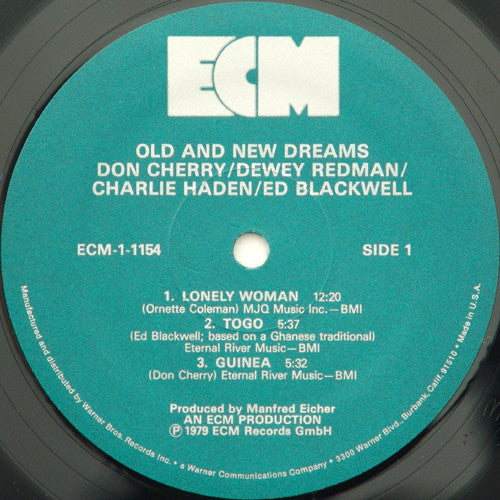 ECM
OLD AND NEW DREAMS
DON CHERRY/DEWEY REDMAN/
CHARLIE HADEN/ED BLACKWELL
ECM-1-1154
SIDE 1
1. LONELY WOMAN 12:20
(Ornette Coleman) MJQ Music Inc.—BMI
2. TOGO 5:37
(Ed Blackwell; based on a Ghanese traditional)
Eternal River Music—BMI
3. GUINEA 5:32
(Don Cherry) Eternal River Music—BMI
Produced by Manfred Eicher
AN ECM PRODUCTION
℗ 1979 ECM Records GmbH
Manufactured and distributed by Warner Bros. Records Inc. • a Warner Communications Company • 3300 Warner Blvd., Burbank, Calif. 91510 • Made in U.S.A.